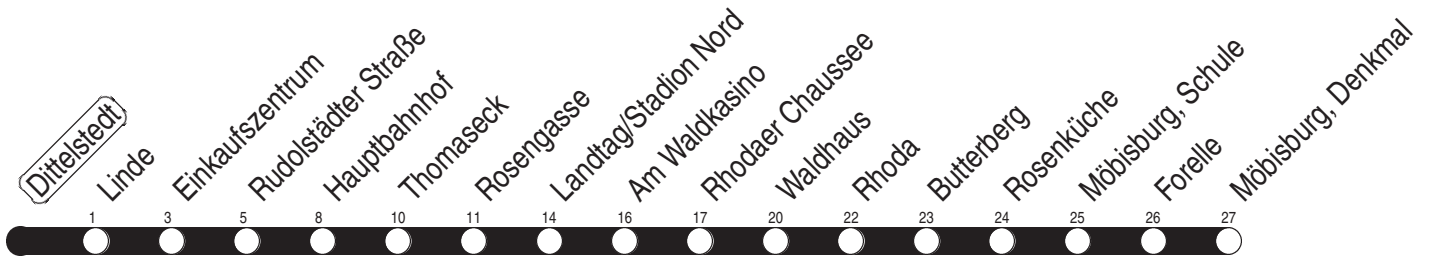 Dittelstedt
Linde
Einkaufszentrum
Rudolstädter Straße
Hauptbahnhof
Thomaseck
Rosengasse
Landtag/Stadion Nord
Am Waldkasino
Rhodaer Chaussee
Waldhaus
Rhoda
Butterberg
Rosenküche
Möbisburg, Schule
Forelle
Möbisburg, Denkmal
1 3 5 8 10 11 14 16 17 20 22 23 24 25 26 27